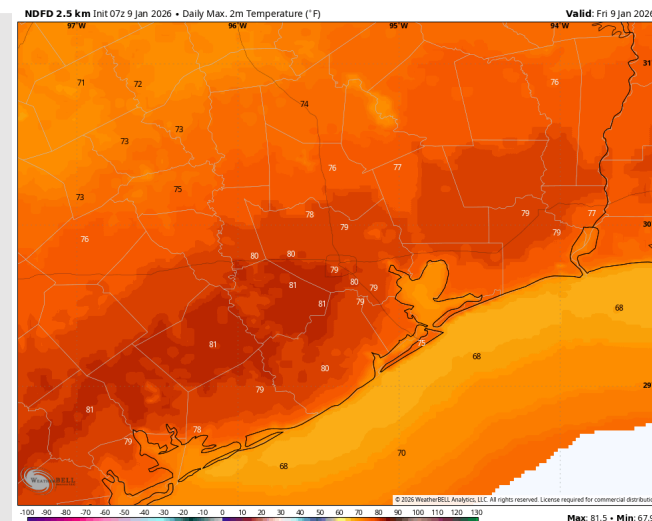 NDFD 2.5 km Init 07z 9 Jan 2026 • Daily Max. 2m Temperature (°F)
Valid: Fri 9 Jan 2026
97°W 96°W 95°W 94°W
31°
71 72 76
74
73
73
76 77
75
73
78 79 77
30°
79 79
76
80 80
79
81 80 79
81 79
68
81 75
68
80
29°
79
81
78
79
70
68
WEATHERBELL
© 2026 WeatherBELL Analytics, LLC. All rights reserved. License required for commercial distributio
-100 -90 -80 -70 -60 -50 -40 -30 -20 -10 0 10 20 30 40 50 60 70 80 90 100 110 120 130
Max: 81.5 • Min: 67.9